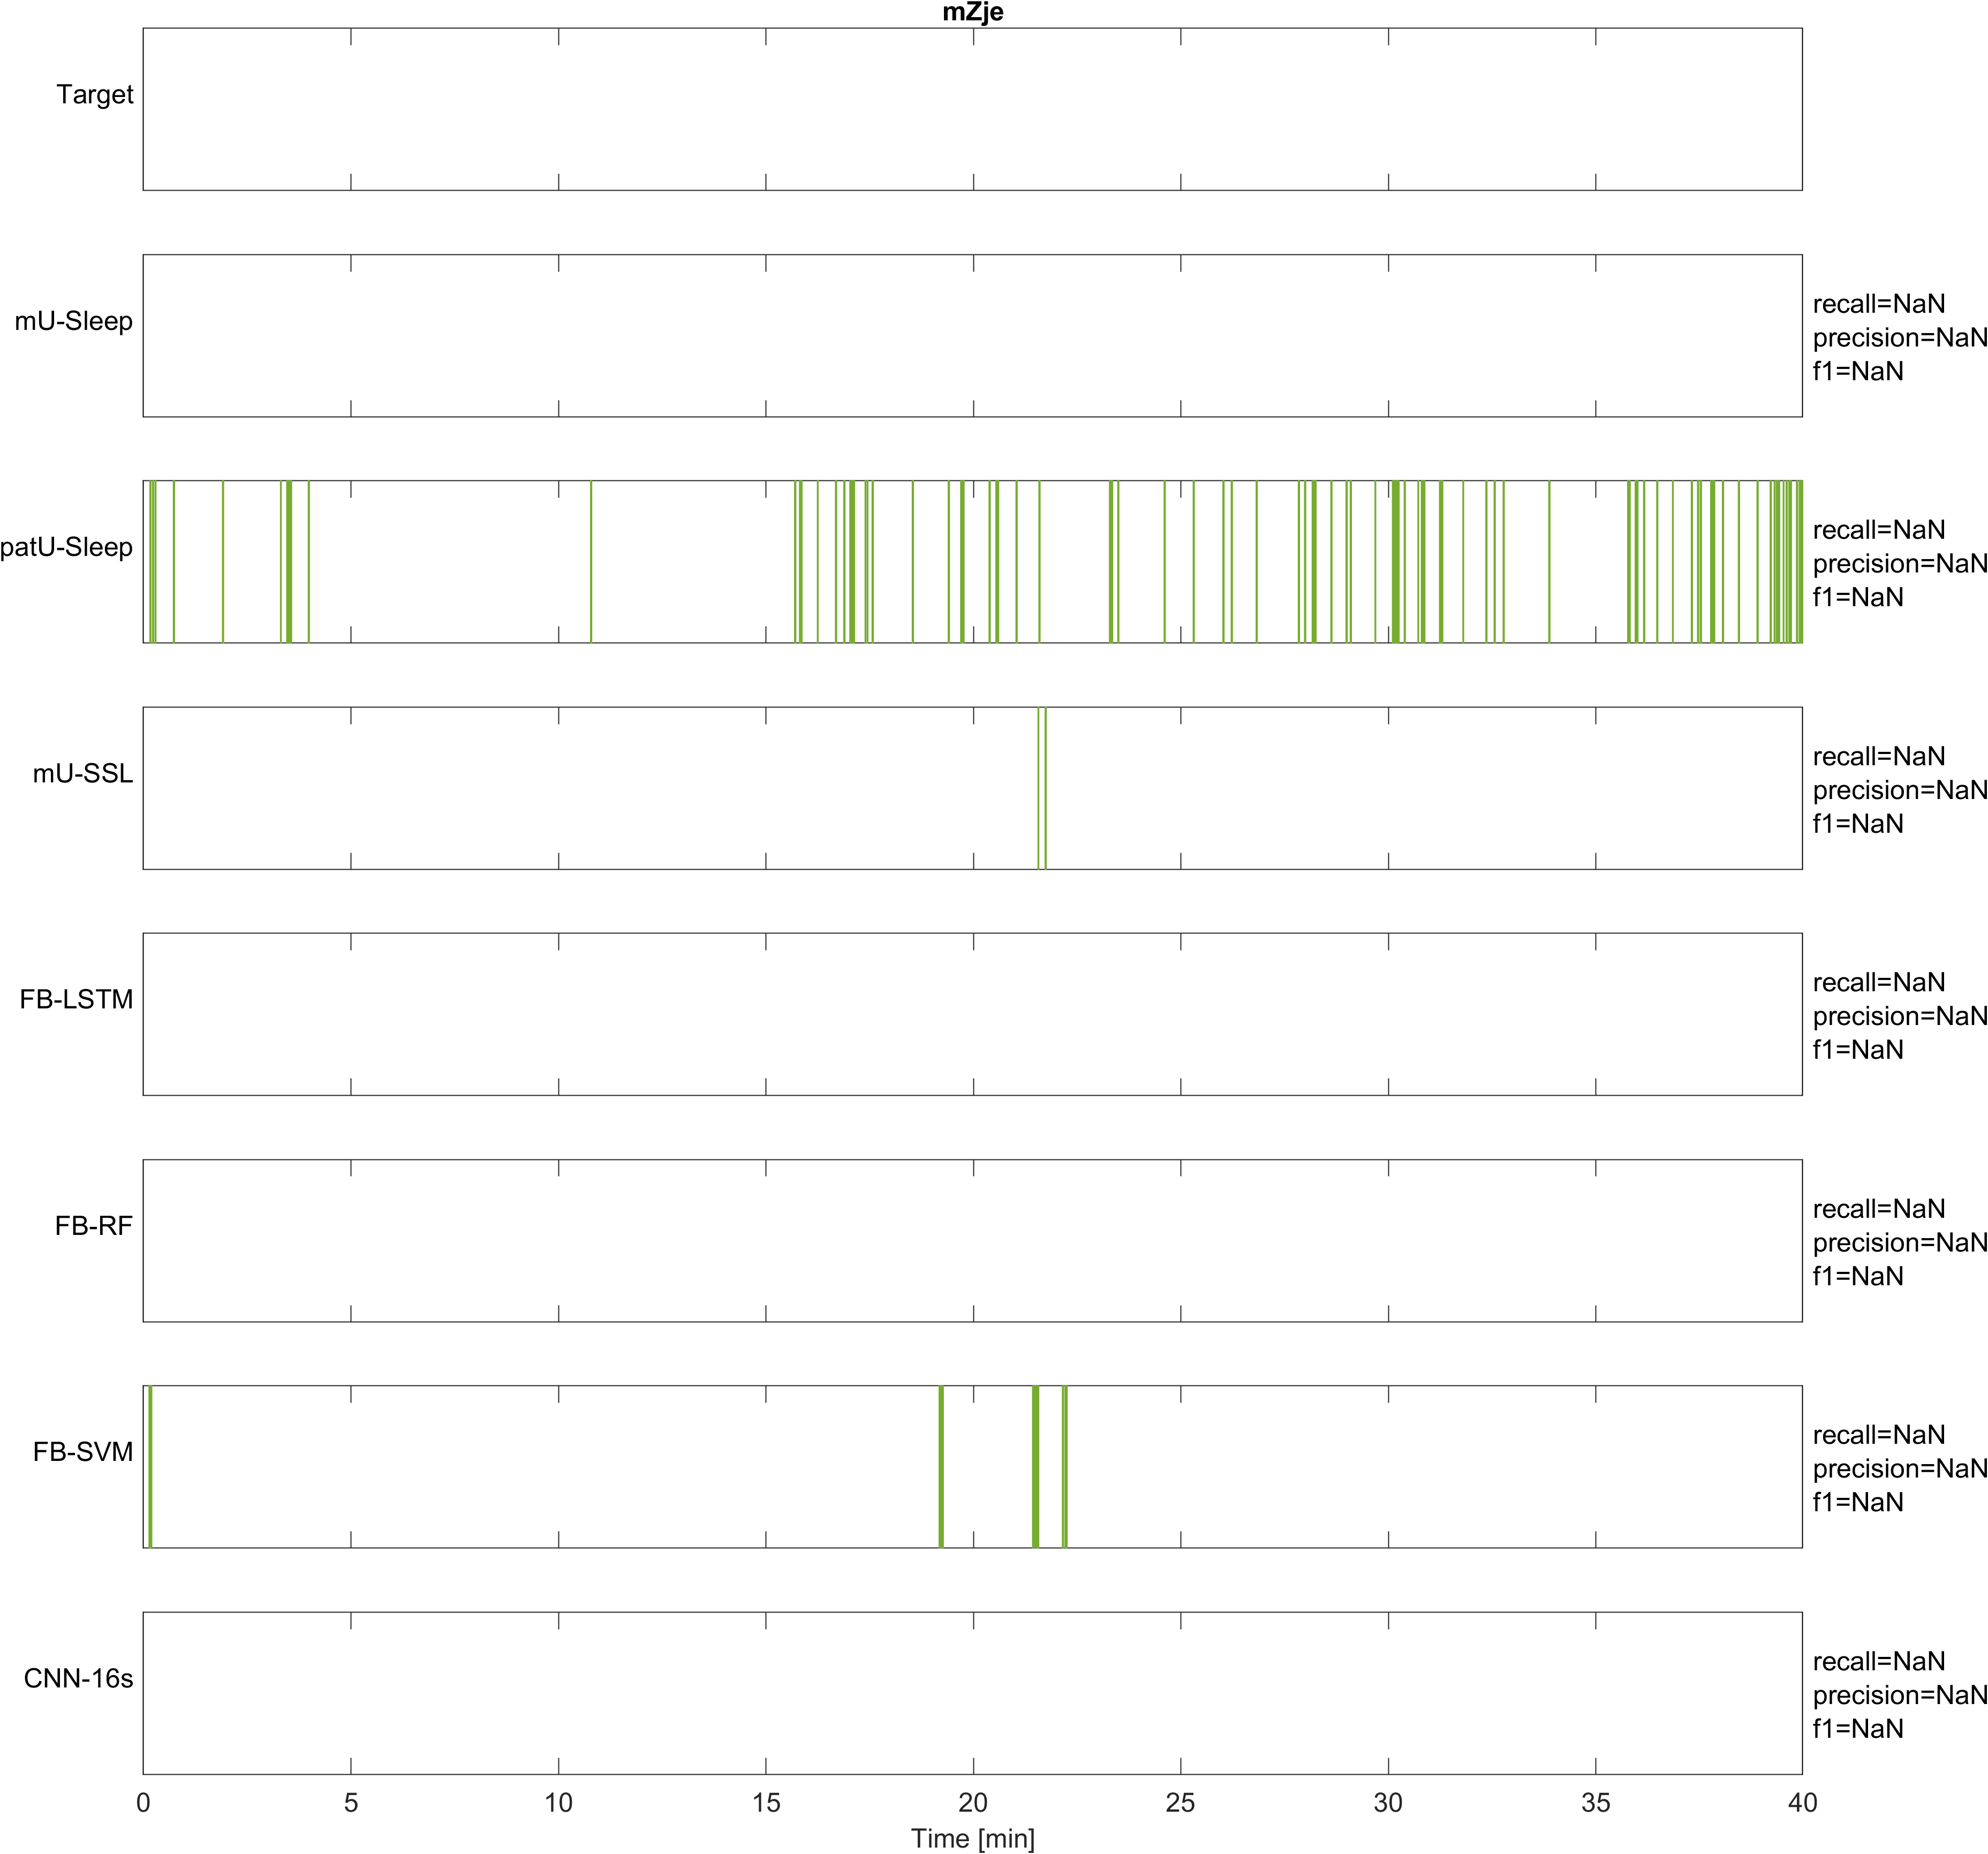 mZje
Target
mU-Sleep
recall=NaN
precision=NaN
f1=NaN
patU-Sleep
recall=NaN
precision=NaN
f1=NaN
mU-SSL
recall=NaN
precision=NaN
f1=NaN
FB-LSTM
recall=NaN
precision=NaN
f1=NaN
FB-RF
recall=NaN
precision=NaN
f1=NaN
FB-SVM
recall=NaN
precision=NaN
f1=NaN
CNN-16s
recall=NaN
precision=NaN
f1=NaN
0 5 10 15 20 25 30 35 40
Time [min]